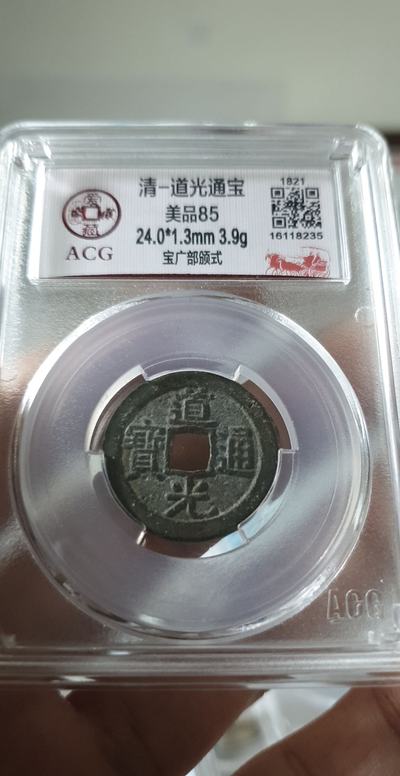 清-道光通宝
1821
美品85
24.0*1.3mm 3.9g
16118235
ACG
宝广部颁式
道
寶 通
光
ACG